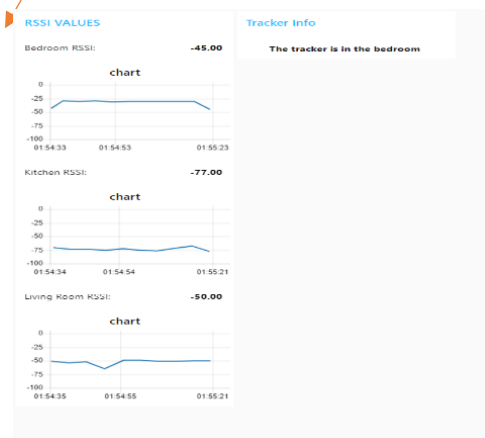 RSSI VALUES
Bedroom RSSI: -45.00
chart
0
-25
-50
-75
-100
01:54:33 01:54:53 01:55:23
Kitchen RSSI: -77.00
chart
0
-25
-50
-75
-100
01:54:34 01:54:54 01:55:21
Living Room RSSI: -50.00
chart
0
-25
-50
-75
-100
01:54:35 01:54:55 01:55:21
Tracker Info
The tracker is in the bedroom